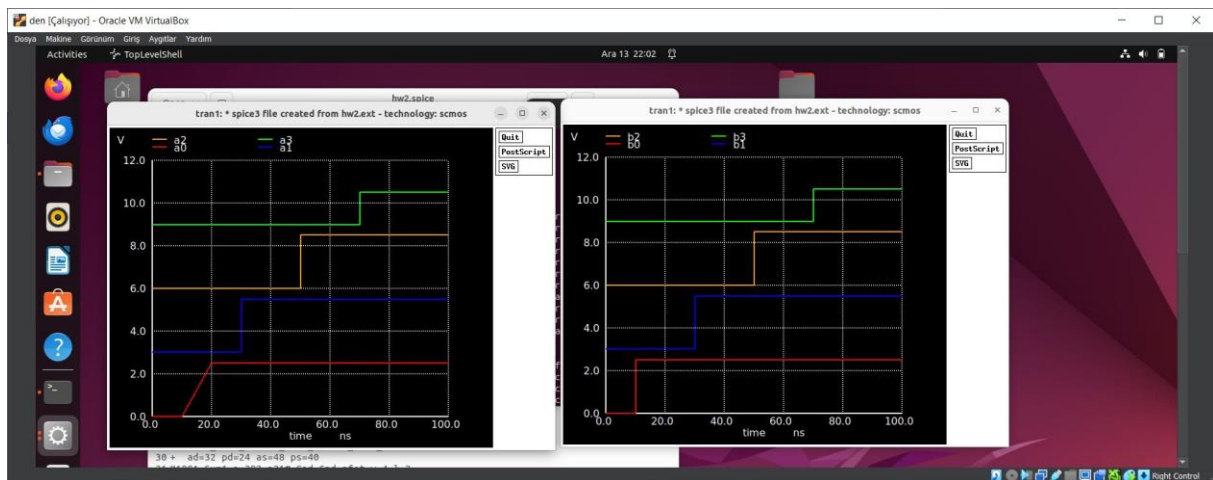 den [Çalışıyor] - Oracle VM VirtualBox
Dosya Makine Görünüm Giriş Aygıtlar Yardım
Activities TopLevelShell Ara 13 22:02
hw2.spice
tran1: * spice3 file created from hw2.ext - technology: scmos
V a2 a3
a0 a1
12.0
10.0
8.0
6.0
4.0
2.0
0.0
0.0 20.0 40.0 60.0 80.0 100.0
time ns
Quit
PostScript
SVG
tran1: * spice3 file created from hw2.ext - technology: scmos
V b2 b3
b0 b1
12.0
10.0
8.0
6.0
4.0
2.0
0.0
0.0 20.0 40.0 60.0 80.0 100.0
time ns
Quit
PostScript
SVG
30 + ad=32 pd=24 as=48 ps=40
Right Control